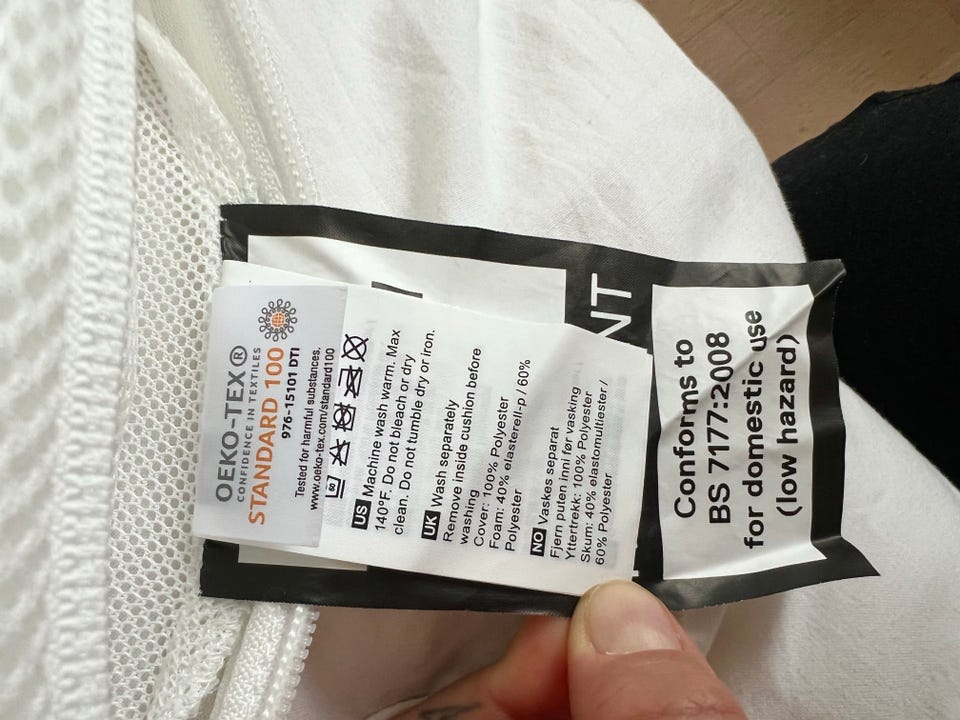 OEKO-TEX®
CONFIDENCE IN TEXTILES
STANDARD 100
976-15101 DTI
Tested for harmful substances.
www.oeko-tex.com/standard100
60
US Machine wash warm. Max
140°F. Do not bleach or dry
clean. Do not tumble dry or iron.
UK Wash separately
Remove inside cushion before
washing
Cover: 100% Polyester
Foam: 40% elasterell-p / 60%
Polyester
NO Vaskes separat
Fjern puten inni før vasking
Yttertrekk: 100% Polyester
Skum: 40% elastomultiester /
60% Polyester
NT
Conforms to
BS 7177:2008
for domestic use
(low hazard)